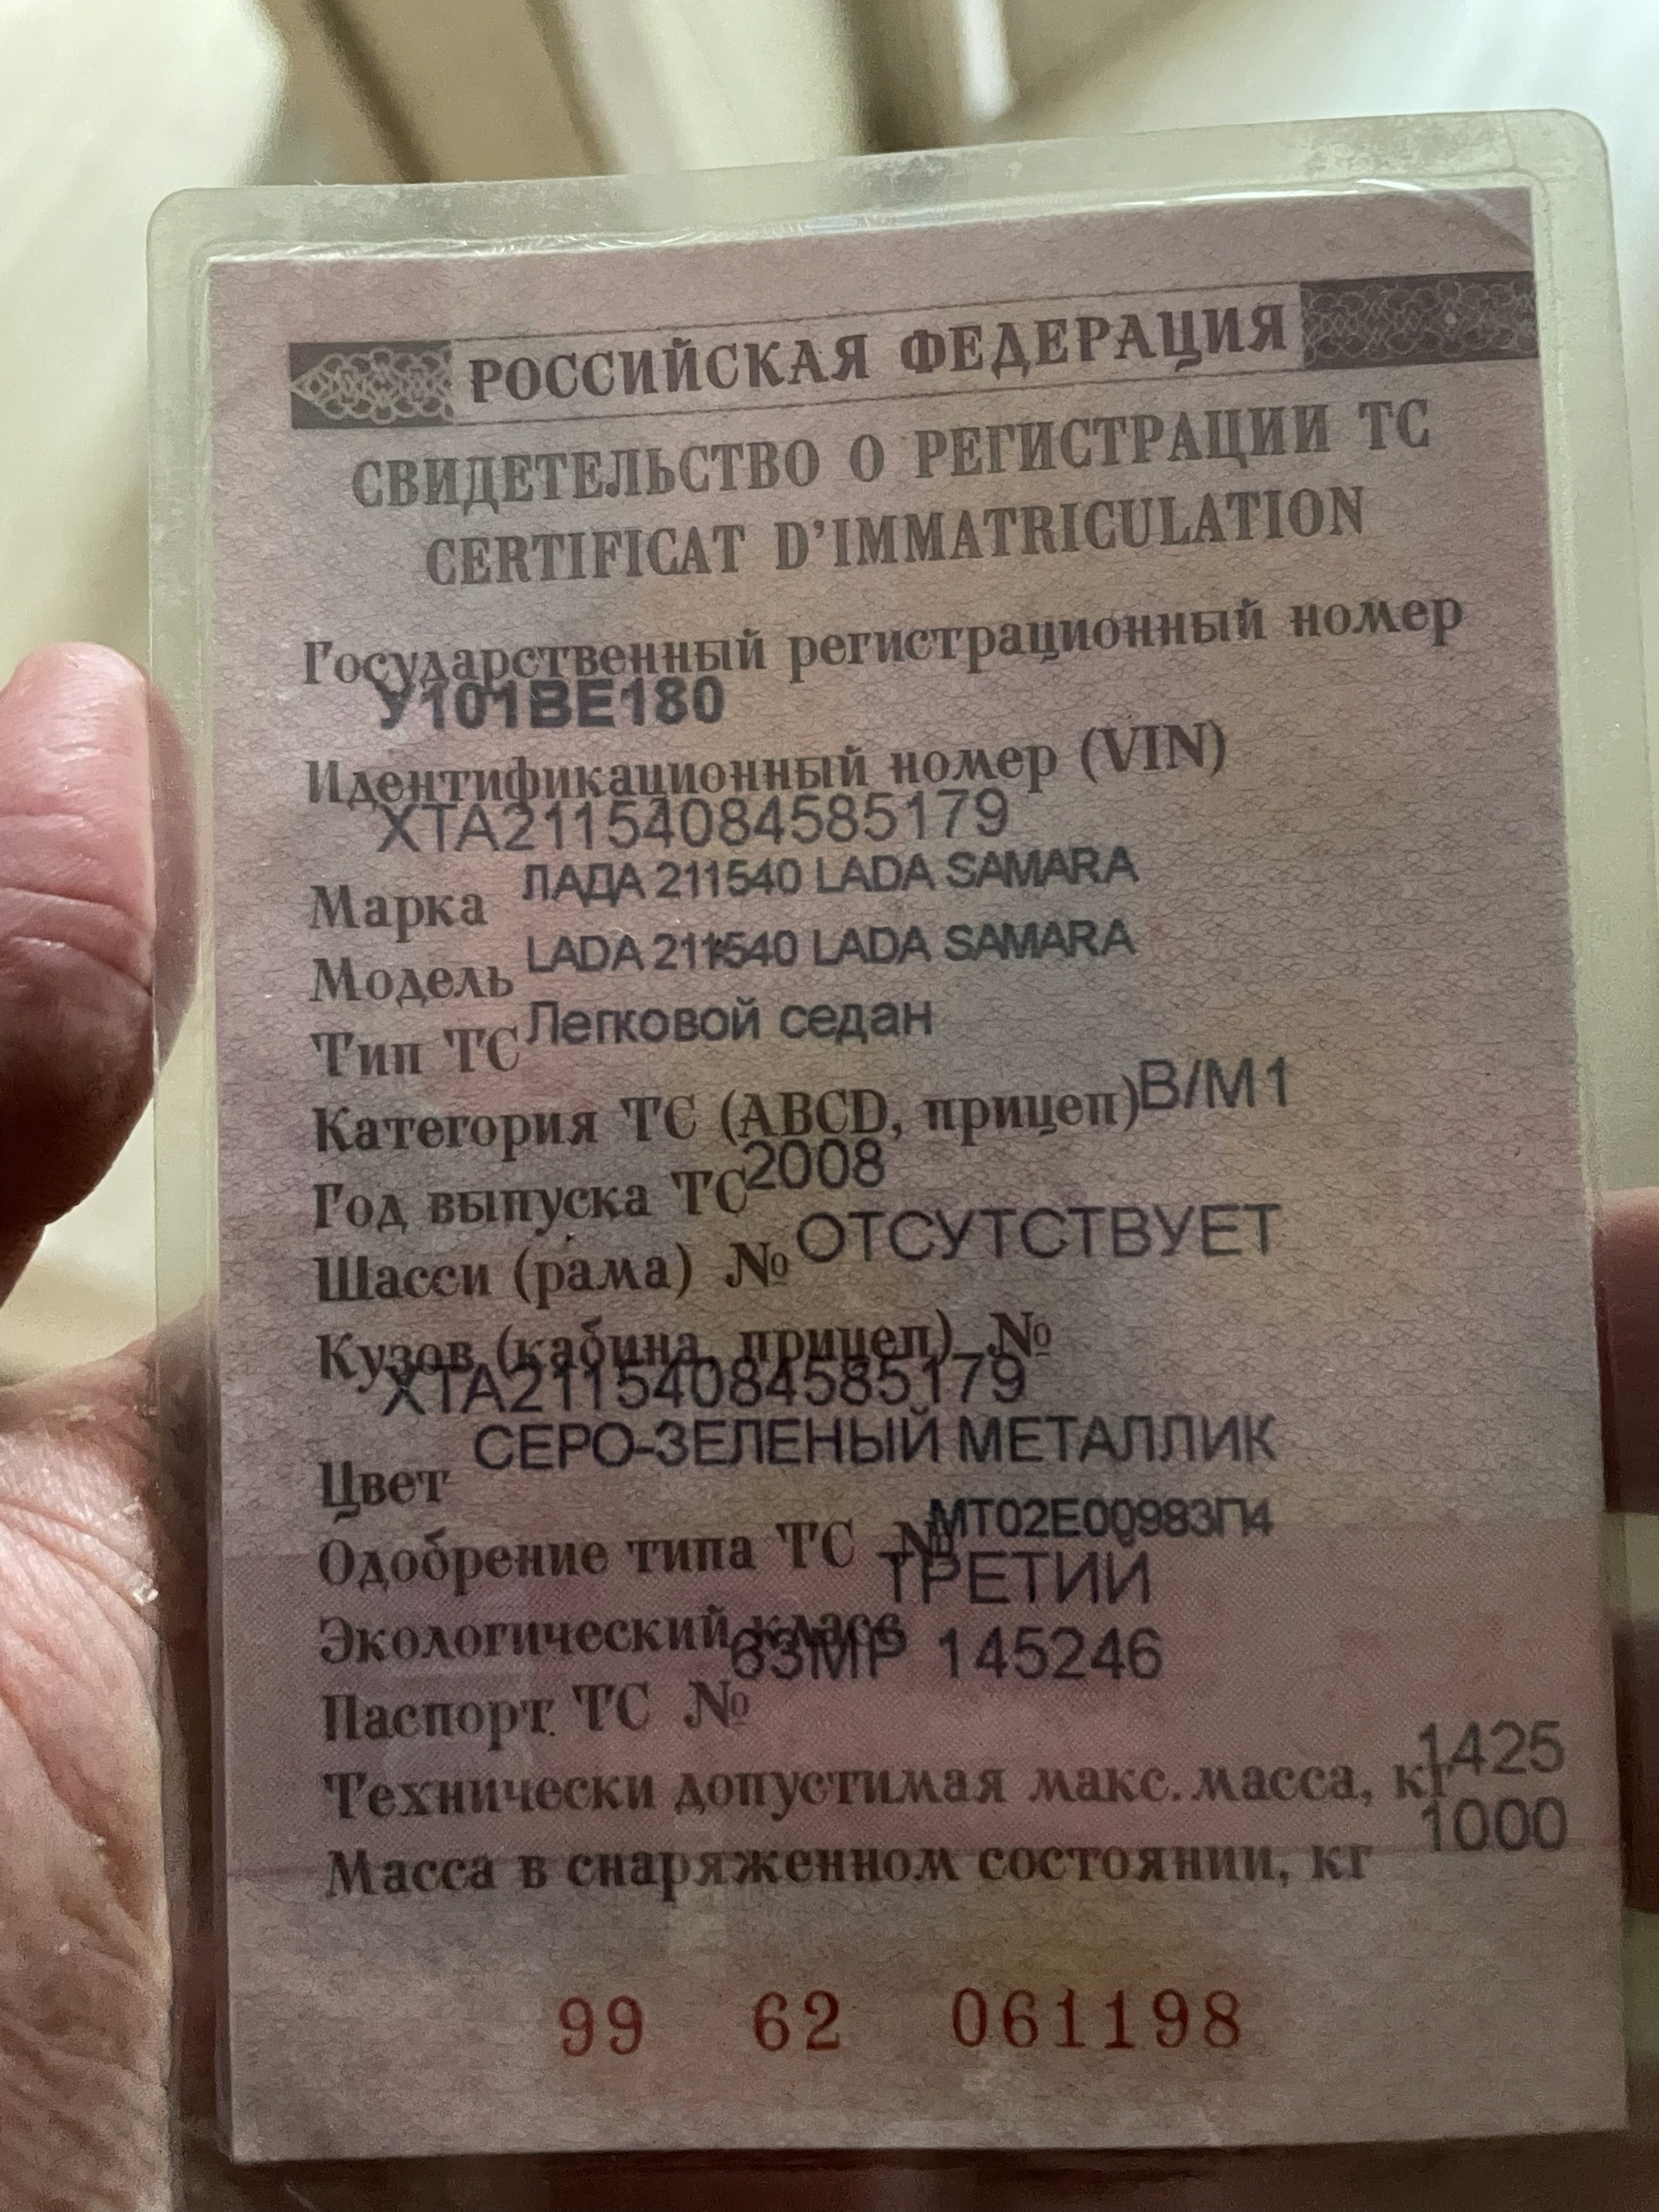 РОССИЙСКАЯ ФЕДЕРАЦИЯ
СВИДЕТЕЛЬСТВО О РЕГИСТРАЦИИ ТС
CERTIFICAT D'IMMATRICULATION
Государственный регистрационный номер
У101ВЕ180
Идентификационный номер (VIN)
XTA21154084585179
Марка ЛАДА 211540 LADA SAMARA
Модель LADA 211540 LADA SAMARA
Тип ТС Легковой седан
Категория ТС (ABCD, прицеп) B/M1
Год выпуска ТС 2008
Шасси (рама) № ОТСУТСТВУЕТ
Кузов (кабина, прицеп) №
XTA21154084585179
Цвет СЕРО-ЗЕЛЕНЫЙ МЕТАЛЛИК
Одобрение типа ТС № МТ02Е00983П4
Экологический класс ТРЕТИЙ
Паспорт ТС № 63МР 145246
Технически допустимая макс. масса, кг 1425
Масса в снаряженном состоянии, кг 1000
99 62 061198